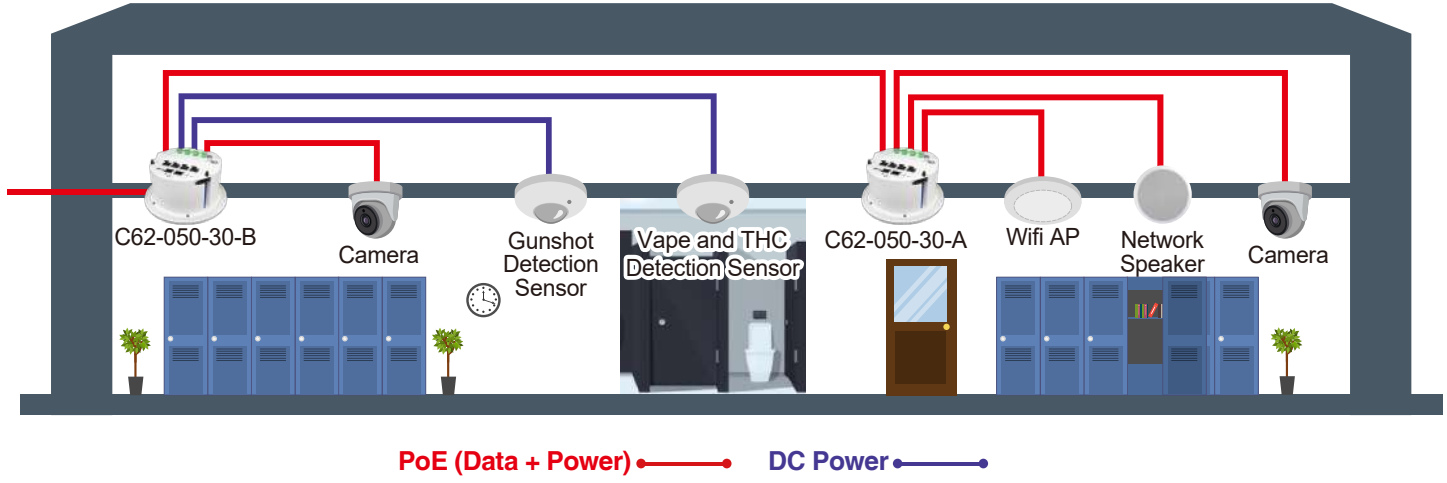 C62-050-30-B
Camera
Gunshot
Detection
Sensor
Vape and THC
Detection Sensor
C62-050-30-A
Wifi AP
Network
Speaker
Camera
PoE (Data + Power)
DC Power